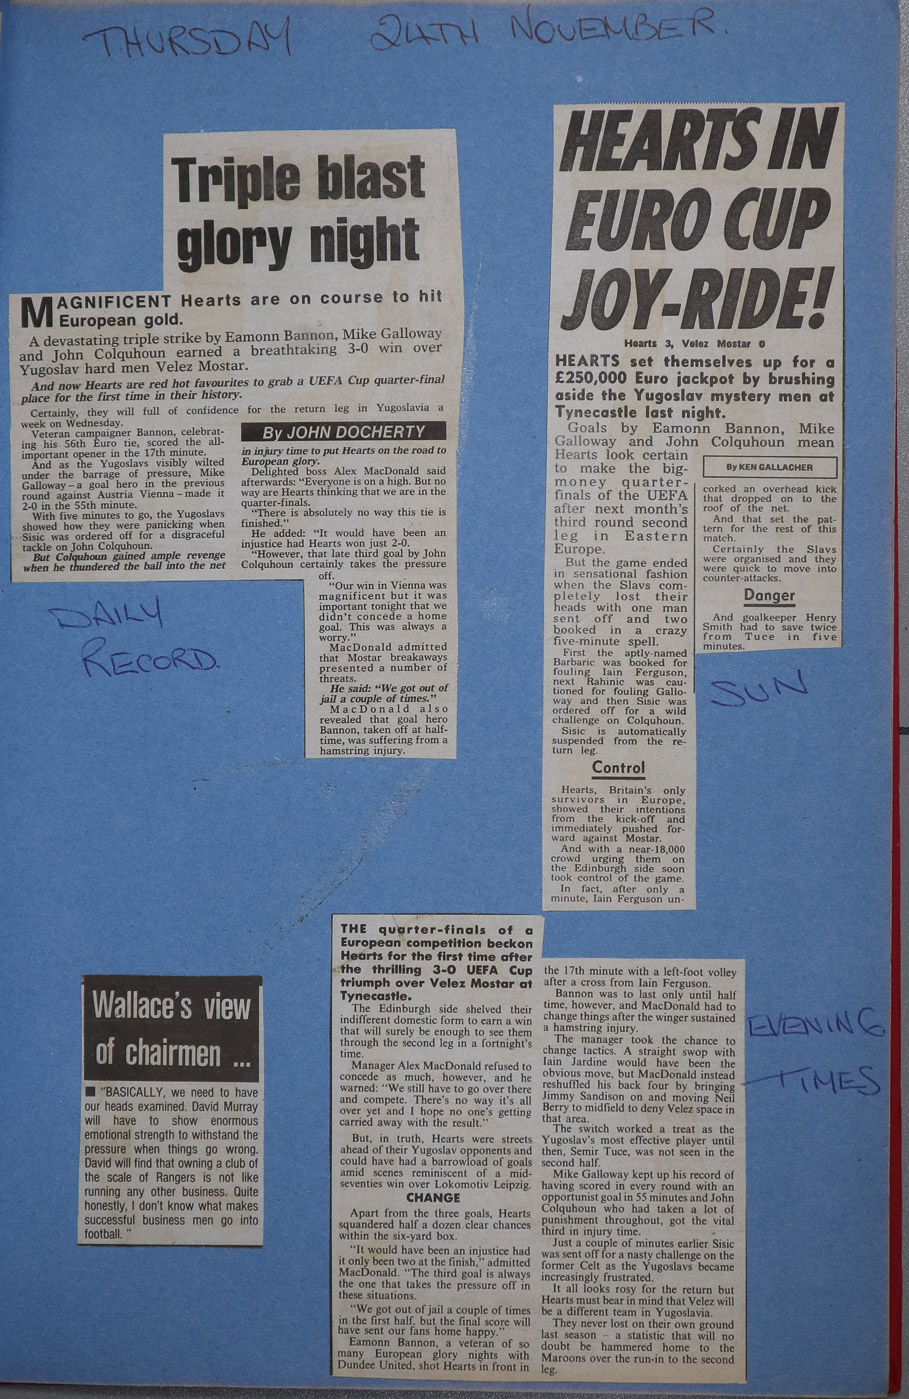 THURSDAY 24TH NOVEMBER.
Triple blast
glory night
MAGNIFICENT Hearts are on course to hit
European gold.
A devastating triple strike by Eamonn Bannon, Mike Galloway
and John Colquhoun earned a breathtaking 3-0 win over
Yugoslav hard men Velez Mostar.
And now Hearts are red hot favourites to grab a UEFA Cup quarter-final
place for the first time in their history.
Certainly, they will full of confidence for the return leg in Yugoslavia a
week on Wednesday.
Veteran campaigner Bannon, celebrat-
ing his 56th Euro tie, scored the all-
important opener in the 17th minute.
And as the Yugoslavs visibly wilted
under the barrage of pressure, Mike
Galloway – a goal hero in the previous
round against Austria Vienna – made it
2-0 in the 55th minute.
With five minutes to go, the Yugoslavs
showed how they were panicking when
Sisic was ordered off for a disgraceful
tackle on John Colquhoun.
But Colquhoun gained ample revenge
when he thundered the ball into the net
By JOHN DOCHERTY
in injury time to put Hearts on the road to
European glory.
Delighted boss Alex MacDonald said
afterwards: "Everyone is on a high. But no
way are Hearts thinking that we are in the
quarter-finals.
"There is absolutely no way this tie is
finished."
He added: "It would have been an
injustice had Hearts won just 2-0.
"However, that late third goal by John
Colquhoun certainly takes the pressure
off.
"Our win in Vienna was
magnificent but it was
important tonight that we
didn't concede a home
goal. This was always a
worry."
MacDonald admitted
that Mostar breakaways
presented a number of
threats.
He said: "We got out of
jail a couple of times."
MacDonald also
revealed that goal hero
Bannon, taken off at half-
time, was suffering from a
hamstring injury.
DAILY
RECORD.
HEARTS IN
EURO CUP
JOY-RIDE!
Hearts 3, Velez Mostar 0
HEARTS set themselves up for a
£250,000 Euro jackpot by brushing
aside the Yugoslav mystery men at
Tynecastle last night.
Goals by Eamonn Bannon, Mike
Galloway and John Colquhoun mean
Hearts look certain
to make the big-
money quarter-
finals of the UEFA
after next month's
third round second
leg in Eastern
Europe.
But the game ended
in sensational fashion
when the Slavs com-
pletely lost their
heads with one man
sent off and two
booked in a crazy
five-minute spell.
First the aptly-named
Barbaric was booked for
fouling Iain Ferguson,
next Rahinic was cau-
tioned for fouling Gallo-
way and then Sisic was
ordered off for a wild
challenge on Colquhoun.
Sisic is automatically
suspended from the re-
turn leg.
Control
Hearts, Britain's only
survivors in Europe,
showed their intentions
from the kick-off and
immediately pushed for-
ward against Mostar.
And with a near-18,000
crowd urging them on
the Edinburgh side soon
took control of the game.
In fact, after only a
minute, Iain Ferguson un-
By KEN GALLACHER
corked an overhead kick
that dropped on to the
roof of the net.
And that set the pat-
tern for the rest of this
match.
Certainly the Slavs
were organised and they
were quick to move into
counter-attacks.
Danger
And goalkeeper Henry
Smith had to save twice
from Tuce in five
minutes.
SUN
Wallace's view
of chairmen ...
■ "BASICALLY, we need to have
our heads examined. David Murray
will have to show enormous
emotional strength to withstand the
pressure when things go wrong.
David will find that owning a club of
the scale of Rangers is not like
running any other business. Quite
honestly, I don't know what makes
successful business men go into
football. "
THE quarter-finals of a
European competition beckon
Hearts for the first time after
the thrilling 3-0 UEFA Cup
triumph over Velez Mostar at
Tynecastle.
The Edinburgh side shelved their
indifferent domestic form to earn a win
that will surely be enough to see them
through the second leg in a fortnight's
time.
Manager Alex MacDonald refused to
concede as much, however, and he
warned: "We still have to go over there
and compete. There's no way it's all
over yet and I hope no one's getting
carried away with the result."
But, in truth, Hearts were streets
ahead of their Yugoslav opponents and
could have had a barrowload of goals
amid scenes reminiscent of a mid-
seventies win over Lokomotiv Leipzig.
CHANGE
Apart from the three goals, Hearts
squandered half a dozen clear chances
within the six-yard box.
"It would have been an injustice had
it only been two at the finish," admitted
MacDonald. "The third goal is always
the one that takes the pressure off in
these situations.
"We got out of jail a couple of times
in the first half, but the final score will
have sent our fans home happy."
Eamonn Bannon, a veteran of so
many European glory nights with
Dundee United, shot Hearts in front in
the 17th minute with a left-foot volley
after a cross from Iain Ferguson.
Bannon was to last only until half
time, however, and MacDonald had to
change things after the winger sustained
a hamstring injury.
The manager took the chance to
change tactics. A straight swop with
Iain Jardine would have been the
obvious move, but MacDonald instead
reshuffled his back four by bringing
Jimmy Sandison on and moving Neil
Berry to midfield to deny Velez space in
that area.
The switch worked a treat as the
Yugoslav's most effective player until
then, Semir Tuce, was not seen in the
second half.
Mike Galloway kept up his record of
having scored in every round with an
opportunist goal in 55 minutes and John
Colquhoun who had taken a lot of
punishment throughout, got the vital
third in injury time.
Just a couple of minutes earlier Sisic
was sent off for a nasty challenge on the
former Celt as the Yugoslavs became
increasingly frustrated.
It all looks rosy for the return but
Hearts must bear in mind that Velez will
be a different team in Yugoslavia.
They never lost on their own ground
last season – a statistic that will no
doubt be hammered home to the
Maroons over the run-in to the second
leg.
EVENING
TIMES